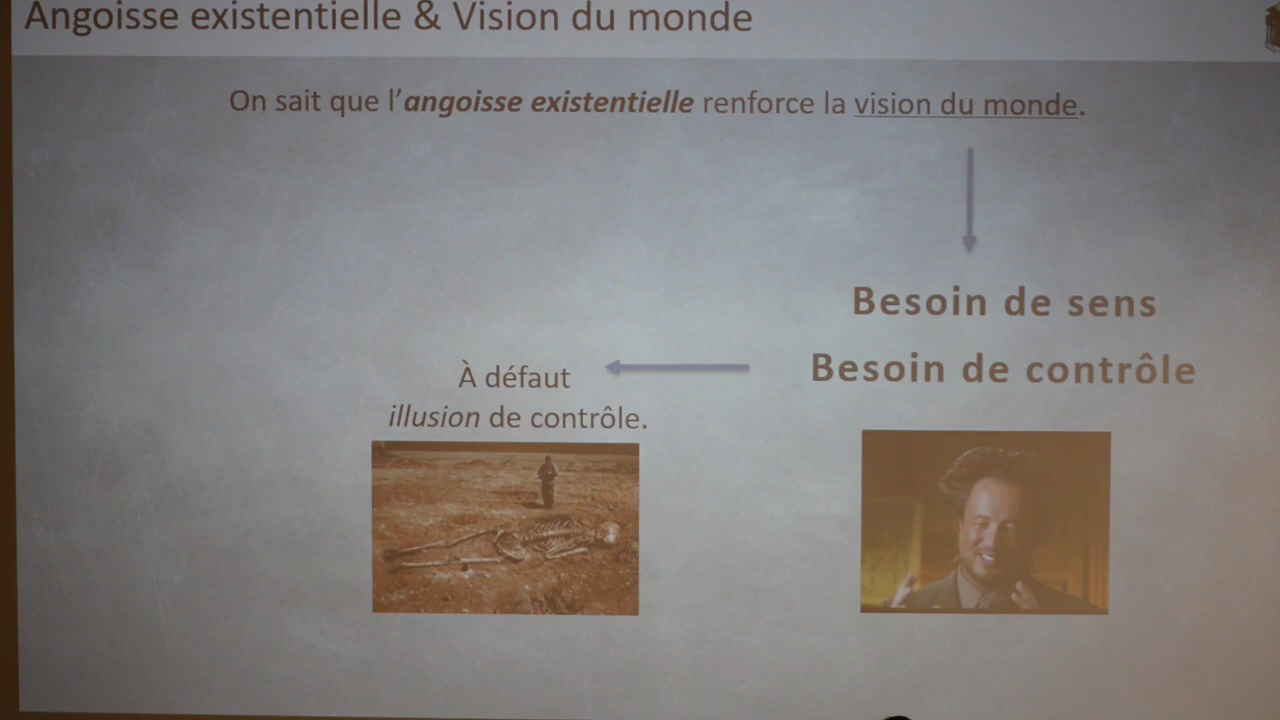 Angoisse existentielle & Vision du monde
On sait que l’angoisse existentielle renforce la vision du monde.
Besoin de sens
Besoin de contrôle
À défaut
illusion de contrôle.